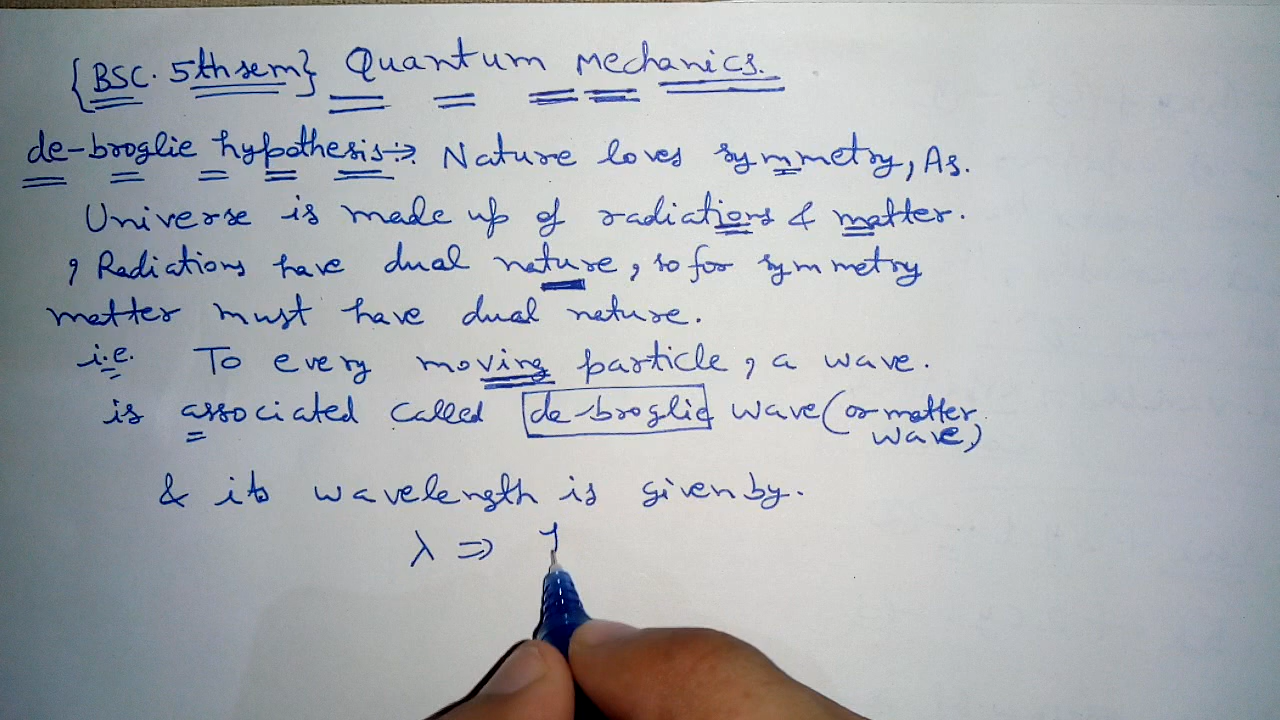 {BSC. 5th sem} Quantum Mechanics.
de-broglie hypothesis:→. Nature loves symmetry, As.
Universe is made up of radiations & matter.
, Radiations have dual nature, so for symmetry
matter must have dual nature.
i.e. To every moving particle, a wave.
is associated called de-broglie wave (or matter
wave,)
& its wavelength is given by.
λ ⇒